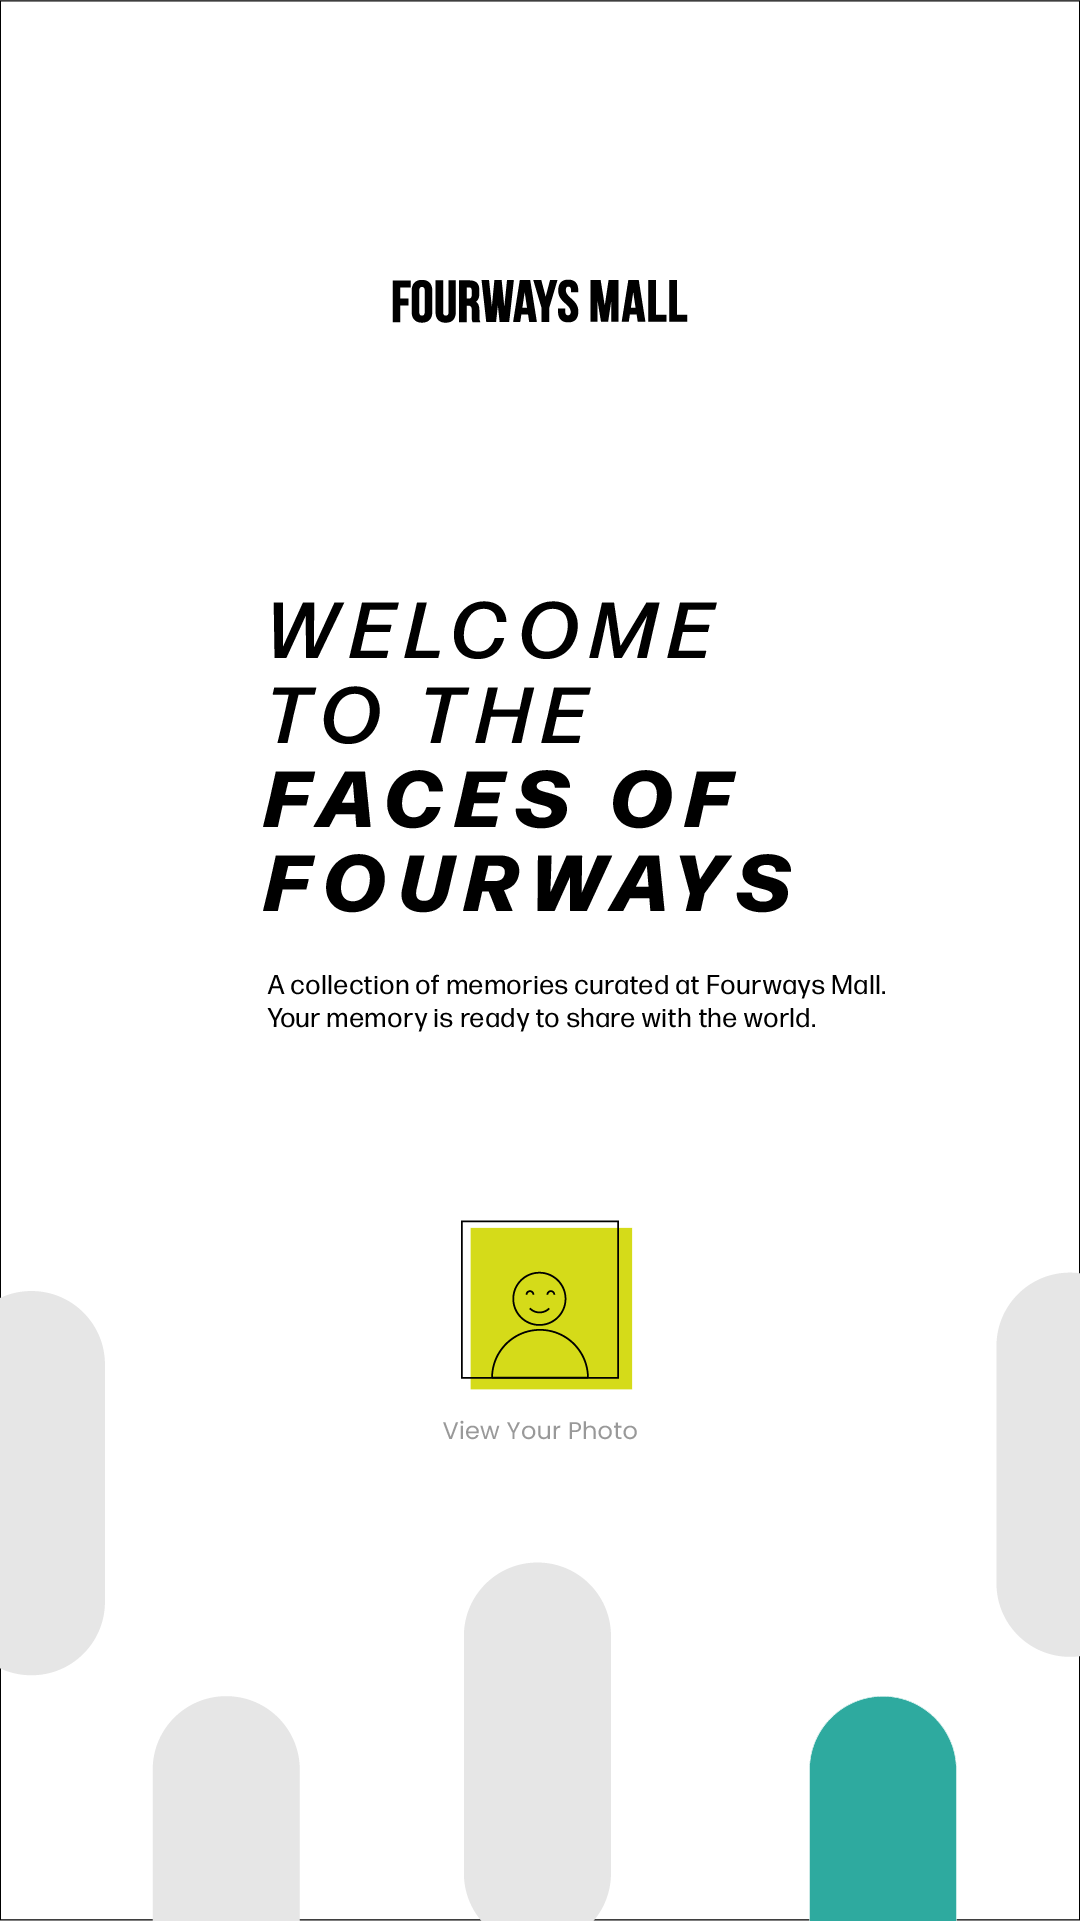 FOURWAYS MALL
WELCOME
TO THE
FACES OF
FOURWAYS
A collection of memories curated at Fourways Mall.
Your memory is ready to share with the world.
View Your Photo